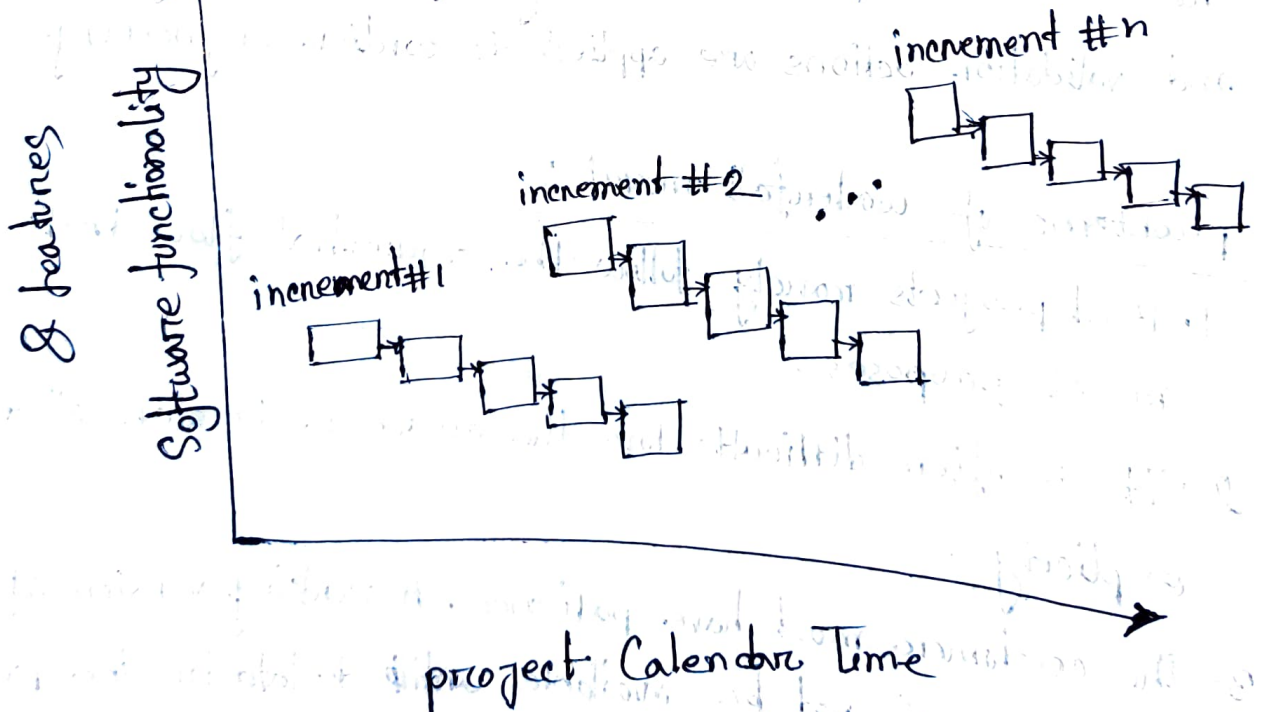 increment #n
increment #2
increment #1
Software functionality
& features
project Calendar Time